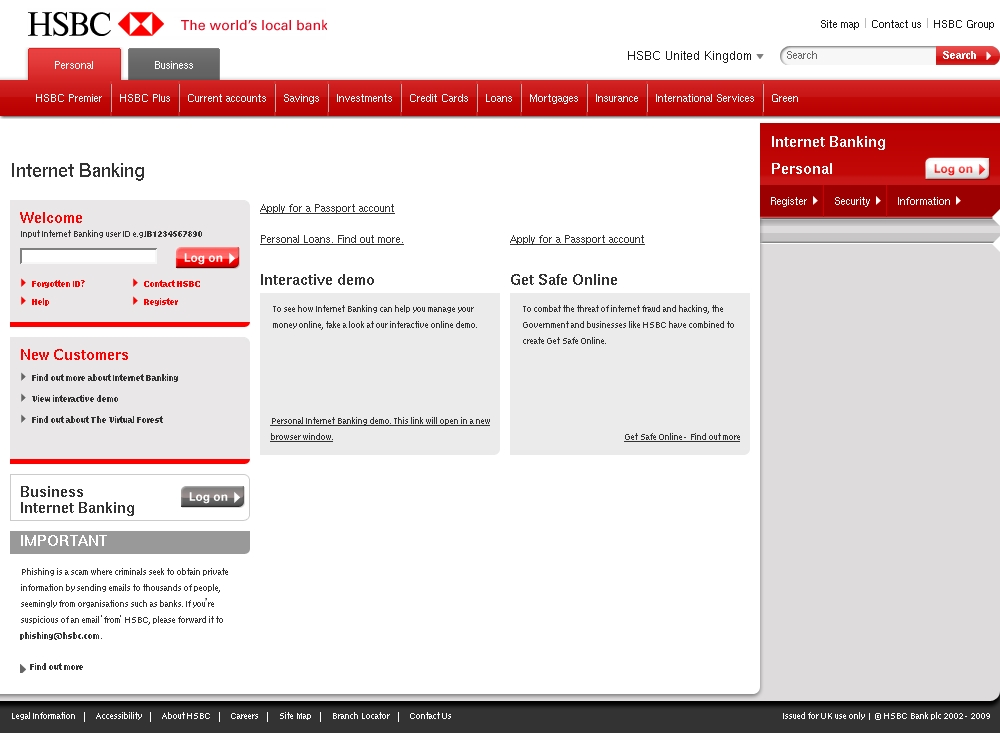 HSBC The world's local bank
Site map Contact us HSBC Group
Personal Business
HSBC United Kingdom Search Search
HSBC Premier HSBC Plus Current accounts Savings Investments Credit Cards Loans Mortgages Insurance International Services Green
Internet Banking
Personal Log on
Register Security Information
Internet Banking
Welcome
Input Internet Banking user ID e.g.IB1234567890
Log on
Forgotten ID? Contact HSBC
Help Register
New Customers
Find out more about Internet Banking
View interactive demo
Find out about The Virtual Forest
Business
Internet Banking
Log on
IMPORTANT
Phishing is a scam where criminals seek to obtain private
information by sending emails to thousands of people,
seemingly from organisations such as banks. If you're
suspicious of an email 'from' HSBC, please forward it to
phishing@hsbc.com.
Find out more
Apply for a Passport account
Personal Loans. Find out more.
Apply for a Passport account
Interactive demo
To see how Internet Banking can help you manage your
money online, take a look at our interactive online demo.
Personal Internet Banking demo. This link will open in a new
browser window.
Get Safe Online
To combat the threat of internet fraud and hacking, the
Government and businesses like HSBC have combined to
create Get Safe Online.
Get Safe Online - Find out more
Legal Information | Accessibility | About HSBC | Careers | Site Map | Branch Locator | Contact Us
Issued for UK use only | © HSBC Bank plc 2002 - 2009